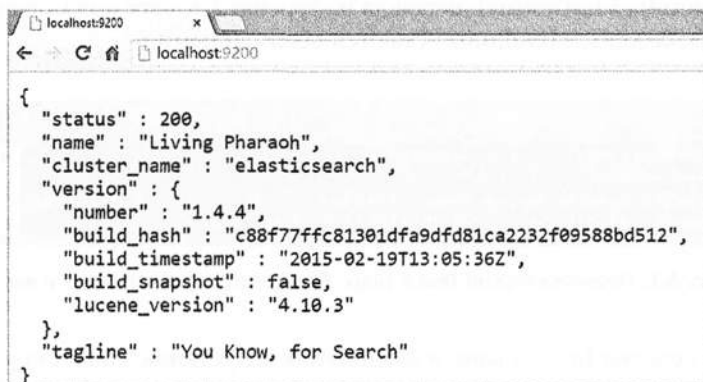 localhost:9200
localhost:9200
{
  "status" : 200,
  "name" : "Living Pharaoh",
  "cluster_name" : "elasticsearch",
  "version" : {
    "number" : "1.4.4",
    "build_hash" : "c88f77ffc81301dfa9dfd81ca2232f09588bd512",
    "build_timestamp" : "2015-02-19T13:05:36Z",
    "build_snapshot" : false,
    "lucene_version" : "4.10.3"
  },
  "tagline" : "You Know, for Search"
}